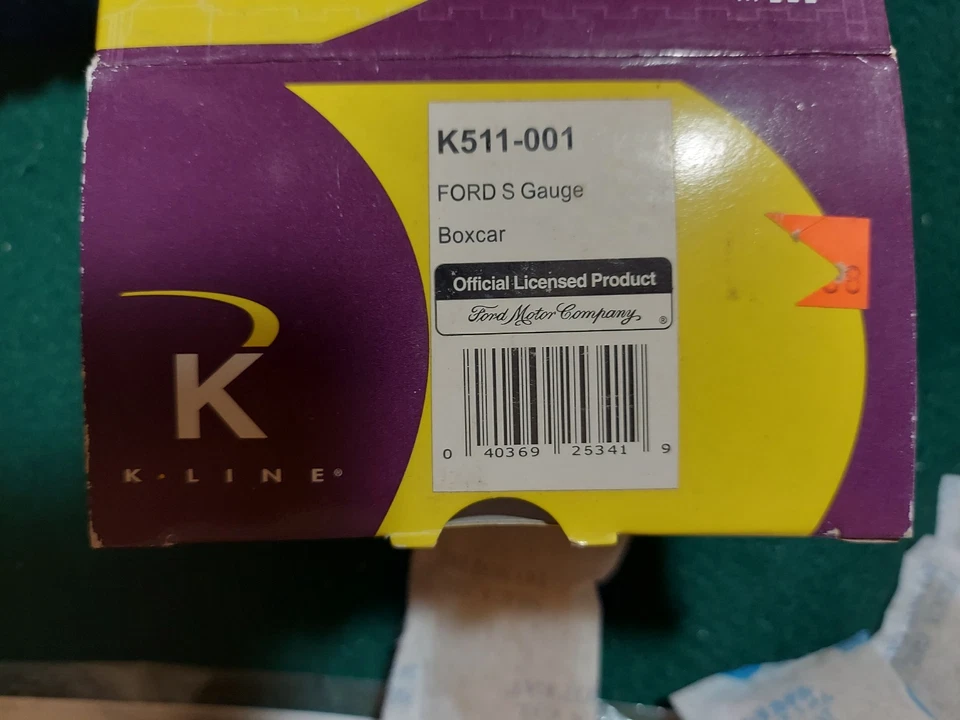 K511-001
FORD S Gauge
Boxcar
Official Licensed Product
Ford Motor Company ®
0 40369 25341 9
K
K·LINE®